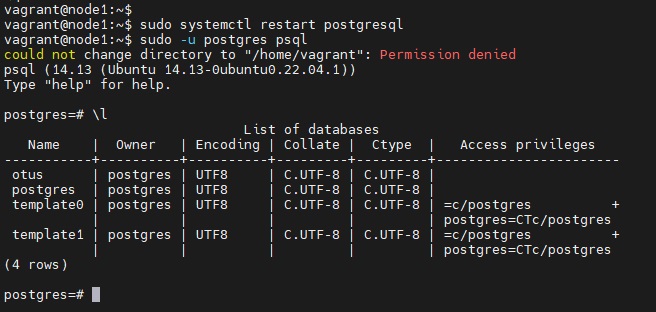 vagrant@node1:~$
vagrant@node1:~$ sudo systemctl restart postgresql
vagrant@node1:~$ sudo -u postgres psql
could not change directory to "/home/vagrant": Permission denied
psql (14.13 (Ubuntu 14.13-0ubuntu0.22.04.1))
Type "help" for help.

postgres=# \l
                              List of databases
   Name    |  Owner   | Encoding | Collate |  Ctype  |   Access privileges
-----------+----------+----------+---------+---------+-----------------------
 otus      | postgres | UTF8     | C.UTF-8 | C.UTF-8 |
 postgres  | postgres | UTF8     | C.UTF-8 | C.UTF-8 |
 template0 | postgres | UTF8     | C.UTF-8 | C.UTF-8 | =c/postgres          +
           |          |          |         |         | postgres=CTc/postgres
 template1 | postgres | UTF8     | C.UTF-8 | C.UTF-8 | =c/postgres          +
           |          |          |         |         | postgres=CTc/postgres
(4 rows)

postgres=#